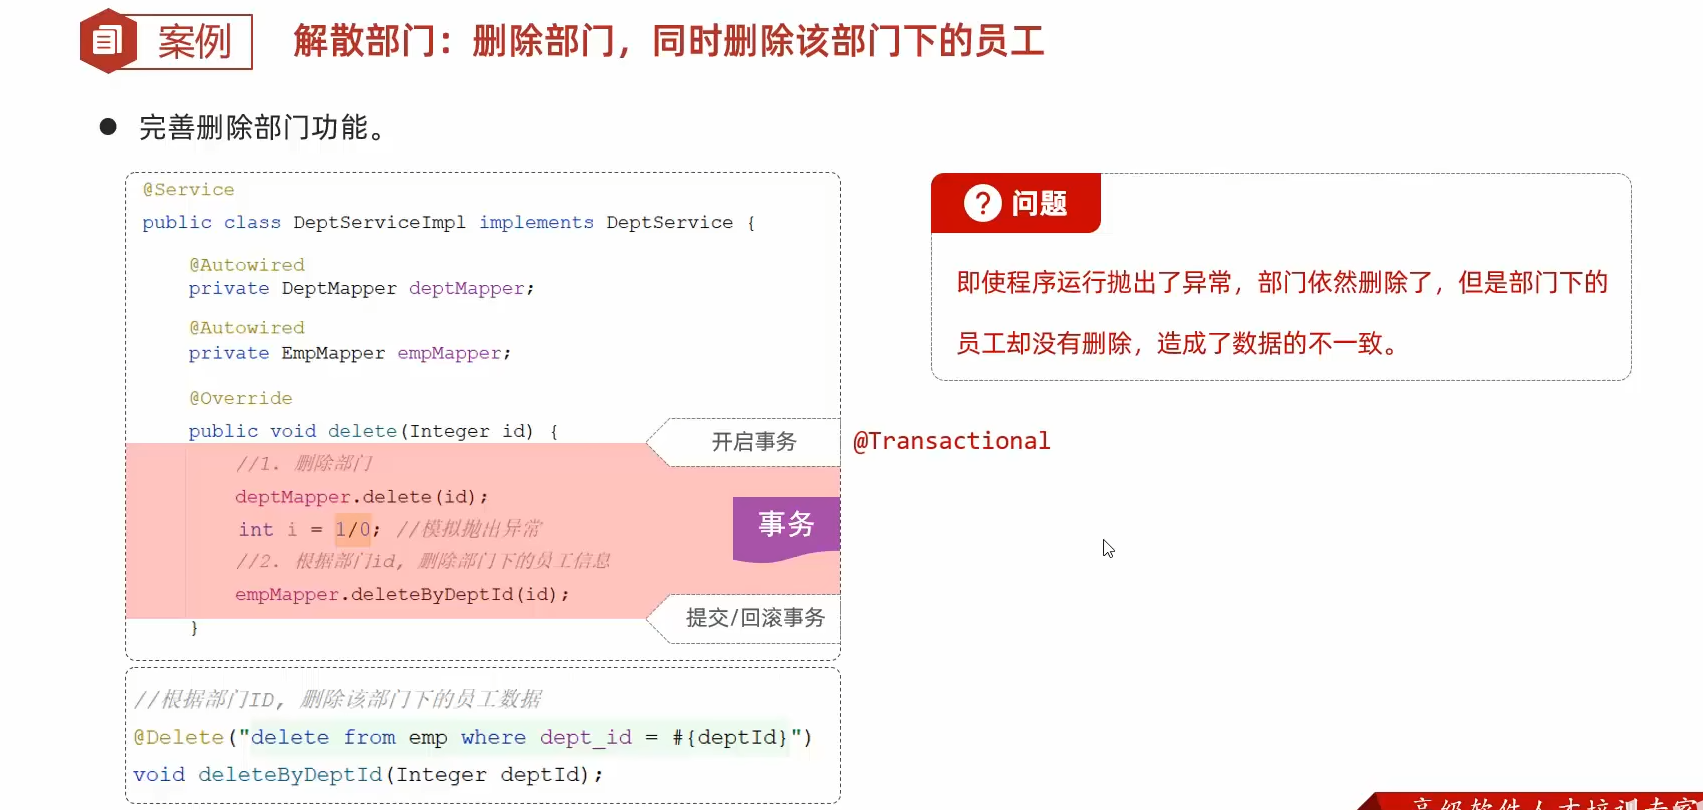 案例
解散部门：删除部门，同时删除该部门下的员工
● 完善删除部门功能。
@Service
public class DeptServiceImpl implements DeptService {
@Autowired
private DeptMapper deptMapper;
@Autowired
private EmpMapper empMapper;
@Override
public void delete(Integer id) {
//1. 删除部门
deptMapper.delete(id);
int i = 1/0; //模拟抛出异常
//2. 根据部门id, 删除部门下的员工信息
empMapper.deleteByDeptId(id);
}
开启事务
@Transactional
事务
提交/回滚事务
//根据部门ID, 删除该部门下的员工数据
@Delete("delete from emp where dept_id = #{deptId}")
void deleteByDeptId(Integer deptId);
? 问题
即使程序运行抛出了异常，部门依然删除了，但是部门下的
员工却没有删除，造成了数据的不一致。
高级软件人才培训专家